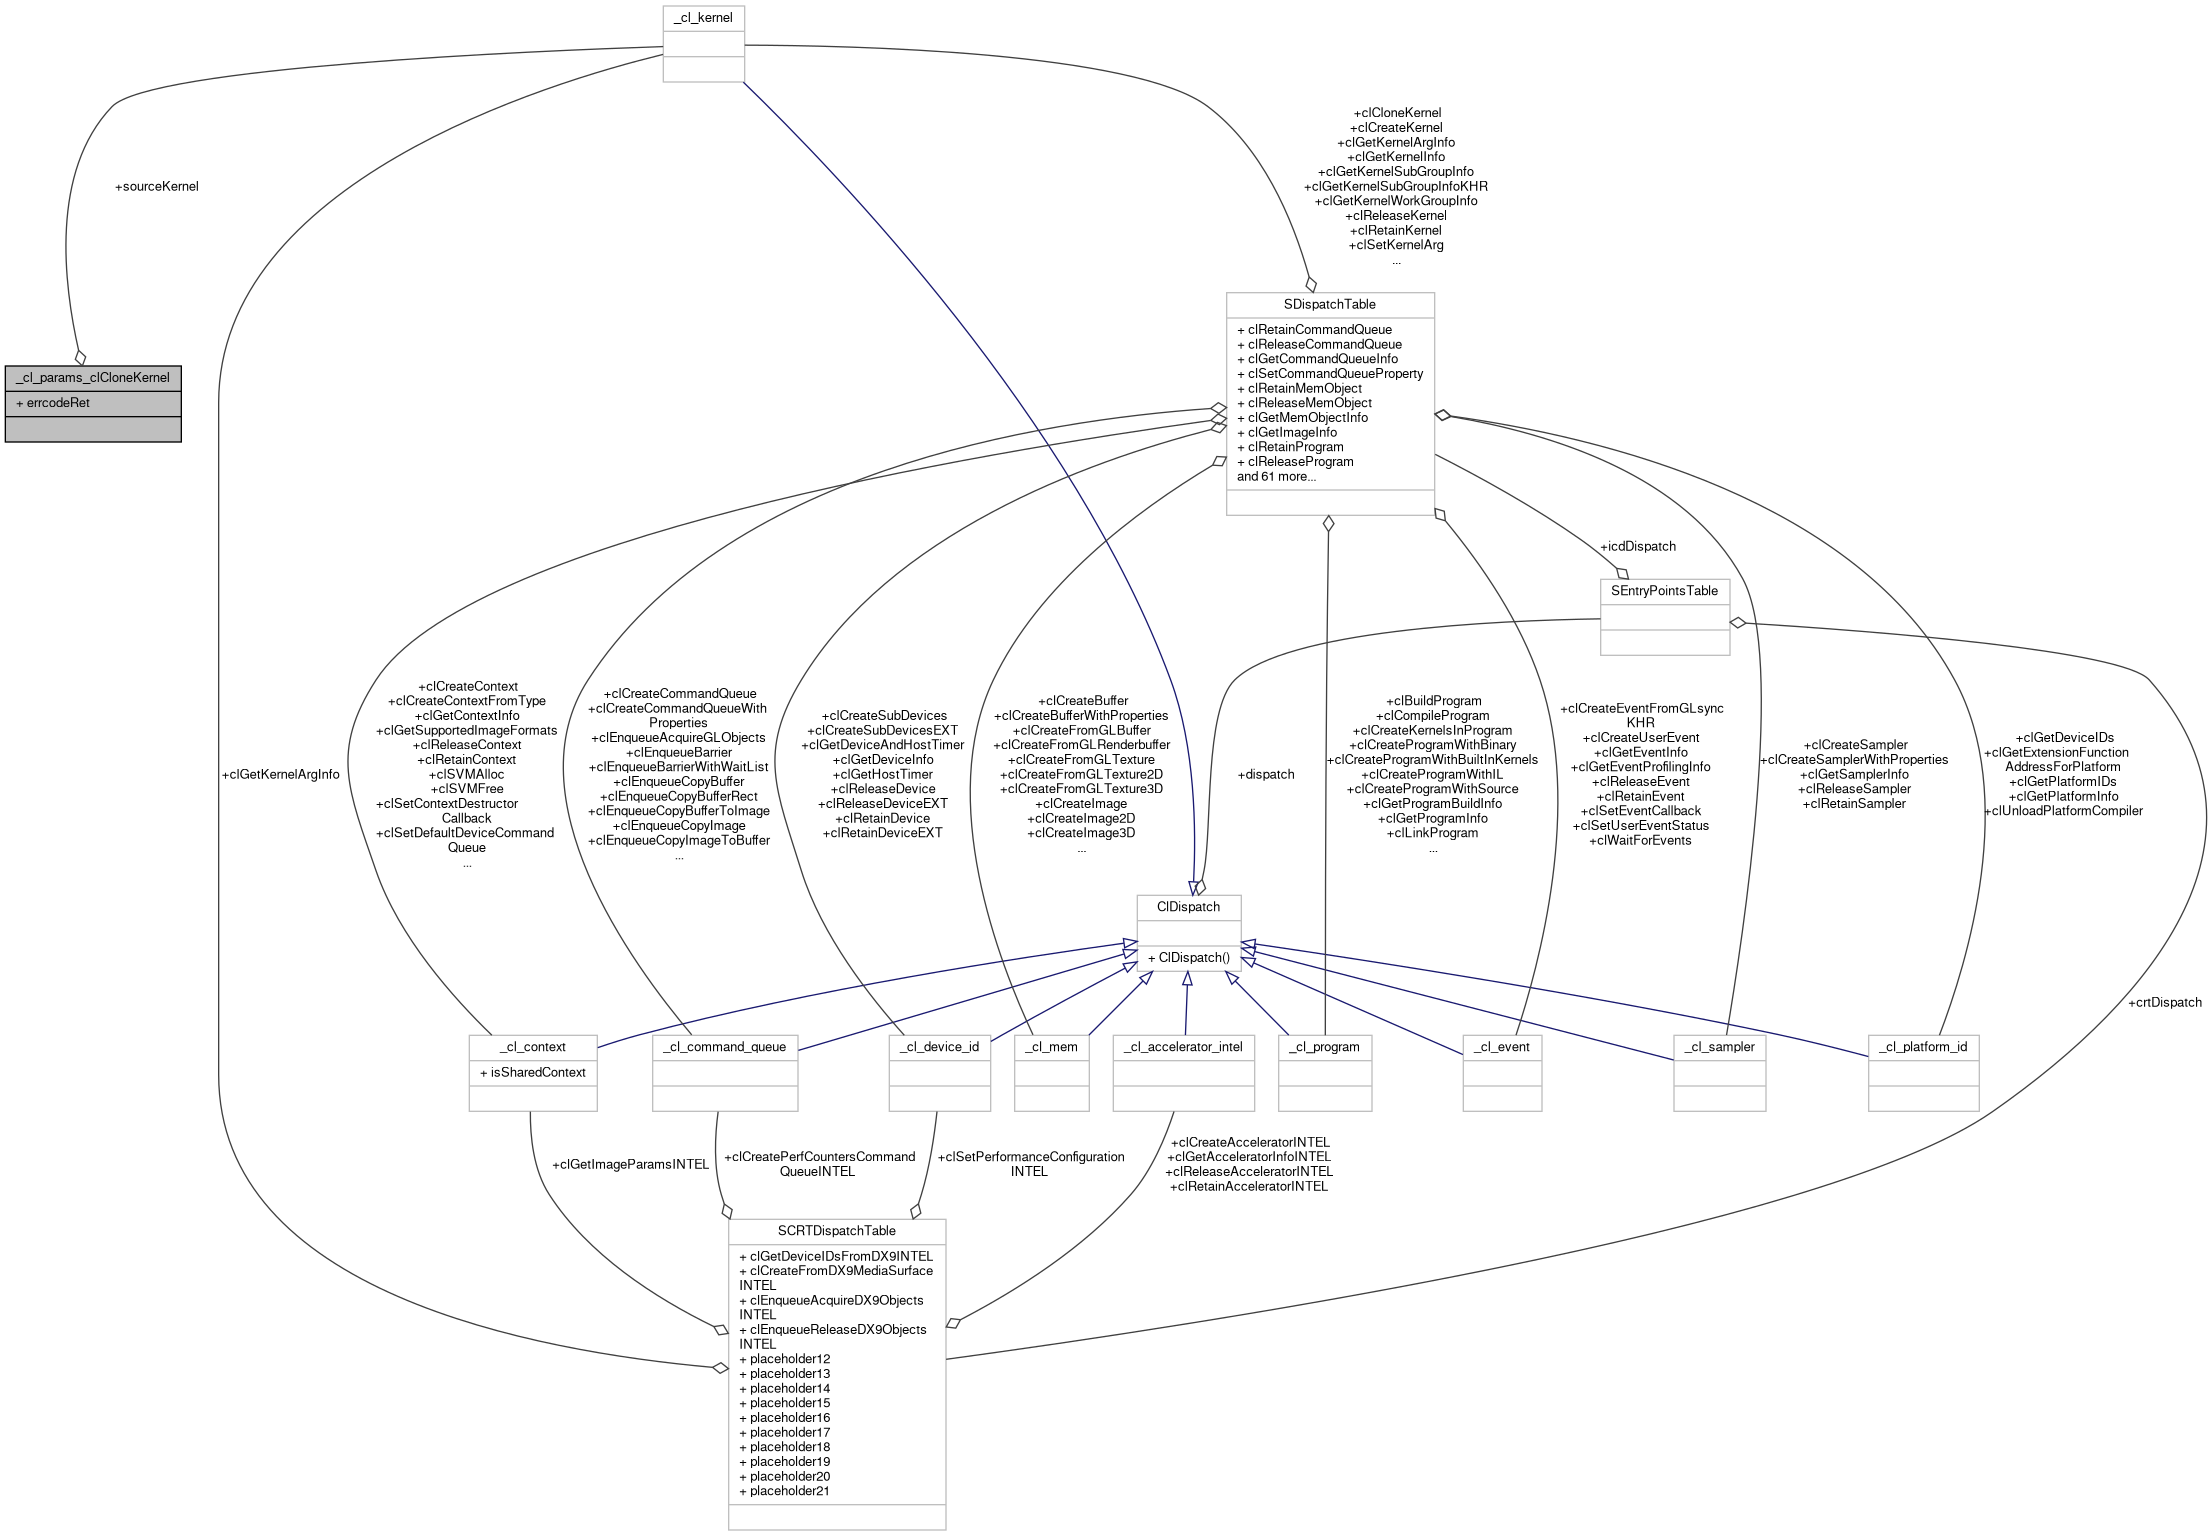 _cl_kernel
+clCloneKernel
+clCreateKernel
+clGetKernelArgInfo
+clGetKernelInfo
+clGetKernelSubGroupInfo
+clGetKernelSubGroupInfoKHR
+clGetKernelWorkGroupInfo
+clReleaseKernel
+clRetainKernel
+clSetKernelArg
...
+sourceKernel
SDispatchTable
+ clRetainCommandQueue
+ clReleaseCommandQueue
+ clGetCommandQueueInfo
+ clSetCommandQueueProperty
+ clRetainMemObject
+ clReleaseMemObject
+ clGetMemObjectInfo
+ clGetImageInfo
+ clRetainProgram
+ clReleaseProgram
and 61 more...
_cl_params_clCloneKernel
+ errcodeRet
+icdDispatch
SEntryPointsTable
+clGetKernelArgInfo
+clCreateContext
+clCreateContextFromType
+clGetContextInfo
+clGetSupportedImageFormats
+clReleaseContext
+clRetainContext
+clSVMAlloc
+clSVMFree
+clSetContextDestructor
Callback
+clSetDefaultDeviceCommand
Queue
...
+clCreateCommandQueue
+clCreateCommandQueueWith
Properties
+clEnqueueAcquireGLObjects
+clEnqueueBarrier
+clEnqueueBarrierWithWaitList
+clEnqueueCopyBuffer
+clEnqueueCopyBufferRect
+clEnqueueCopyBufferToImage
+clEnqueueCopyImage
+clEnqueueCopyImageToBuffer
...
+clCreateSubDevices
+clCreateSubDevicesEXT
+clGetDeviceAndHostTimer
+clGetDeviceInfo
+clGetHostTimer
+clReleaseDevice
+clReleaseDeviceEXT
+clRetainDevice
+clRetainDeviceEXT
+clCreateBuffer
+clCreateBufferWithProperties
+clCreateFromGLBuffer
+clCreateFromGLRenderbuffer
+clCreateFromGLTexture
+clCreateFromGLTexture2D
+clCreateFromGLTexture3D
+clCreateImage
+clCreateImage2D
+clCreateImage3D
...
+dispatch
+clBuildProgram
+clCompileProgram
+clCreateKernelsInProgram
+clCreateProgramWithBinary
+clCreateProgramWithBuiltInKernels
+clCreateProgramWithIL
+clCreateProgramWithSource
+clGetProgramBuildInfo
+clGetProgramInfo
+clLinkProgram
...
+clCreateEventFromGLsync
KHR
+clCreateUserEvent
+clGetEventInfo
+clGetEventProfilingInfo
+clReleaseEvent
+clRetainEvent
+clSetEventCallback
+clSetUserEventStatus
+clWaitForEvents
+clCreateSampler
+clCreateSamplerWithProperties
+clGetSamplerInfo
+clReleaseSampler
+clRetainSampler
+clGetDeviceIDs
+clGetExtensionFunction
AddressForPlatform
+clGetPlatformIDs
+clGetPlatformInfo
+clUnloadPlatformCompiler
ClDispatch
+ ClDispatch()
+crtDispatch
_cl_context
+ isSharedContext
_cl_command_queue
_cl_device_id
_cl_mem
_cl_accelerator_intel
_cl_program
_cl_event
_cl_sampler
_cl_platform_id
+clGetImageParamsINTEL
+clCreatePerfCountersCommand
QueueINTEL
+clSetPerformanceConfiguration
INTEL
+clCreateAcceleratorINTEL
+clGetAcceleratorInfoINTEL
+clReleaseAcceleratorINTEL
+clRetainAcceleratorINTEL
SCRTDispatchTable
+ clGetDeviceIDsFromDX9INTEL
+ clCreateFromDX9MediaSurface
INTEL
+ clEnqueueAcquireDX9Objects
INTEL
+ clEnqueueReleaseDX9Objects
INTEL
+ placeholder12
+ placeholder13
+ placeholder14
+ placeholder15
+ placeholder16
+ placeholder17
+ placeholder18
+ placeholder19
+ placeholder20
+ placeholder21